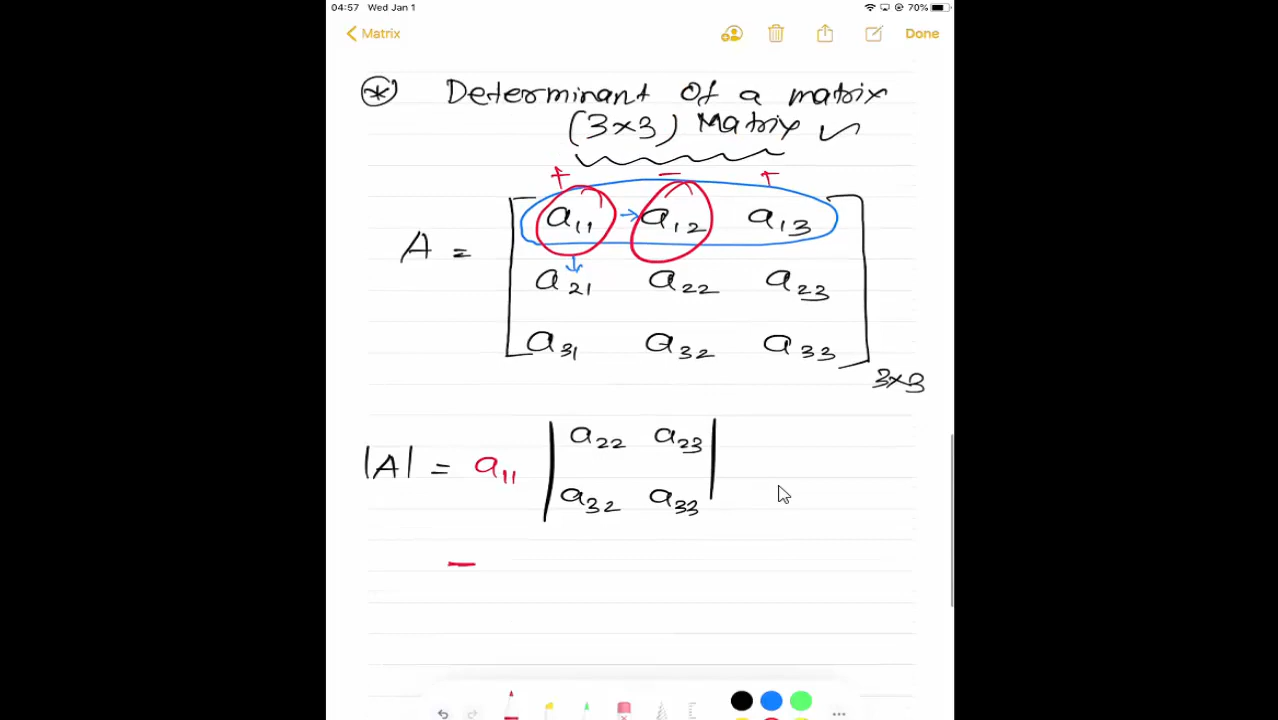 04:57 Wed Jan 1 70%
Matrix Done
* Determinant Of a matrix
(3×3) Matrix ✓
+ - +
A = [ a₁₁ → a₁₂ a₁₃
↓
a₂₁ a₂₂ a₂₃
a₃₁ a₃₂ a₃₃ ] 3×3
|A| = a₁₁ | a₂₂ a₂₃
a₃₂ a₃₃ |
-